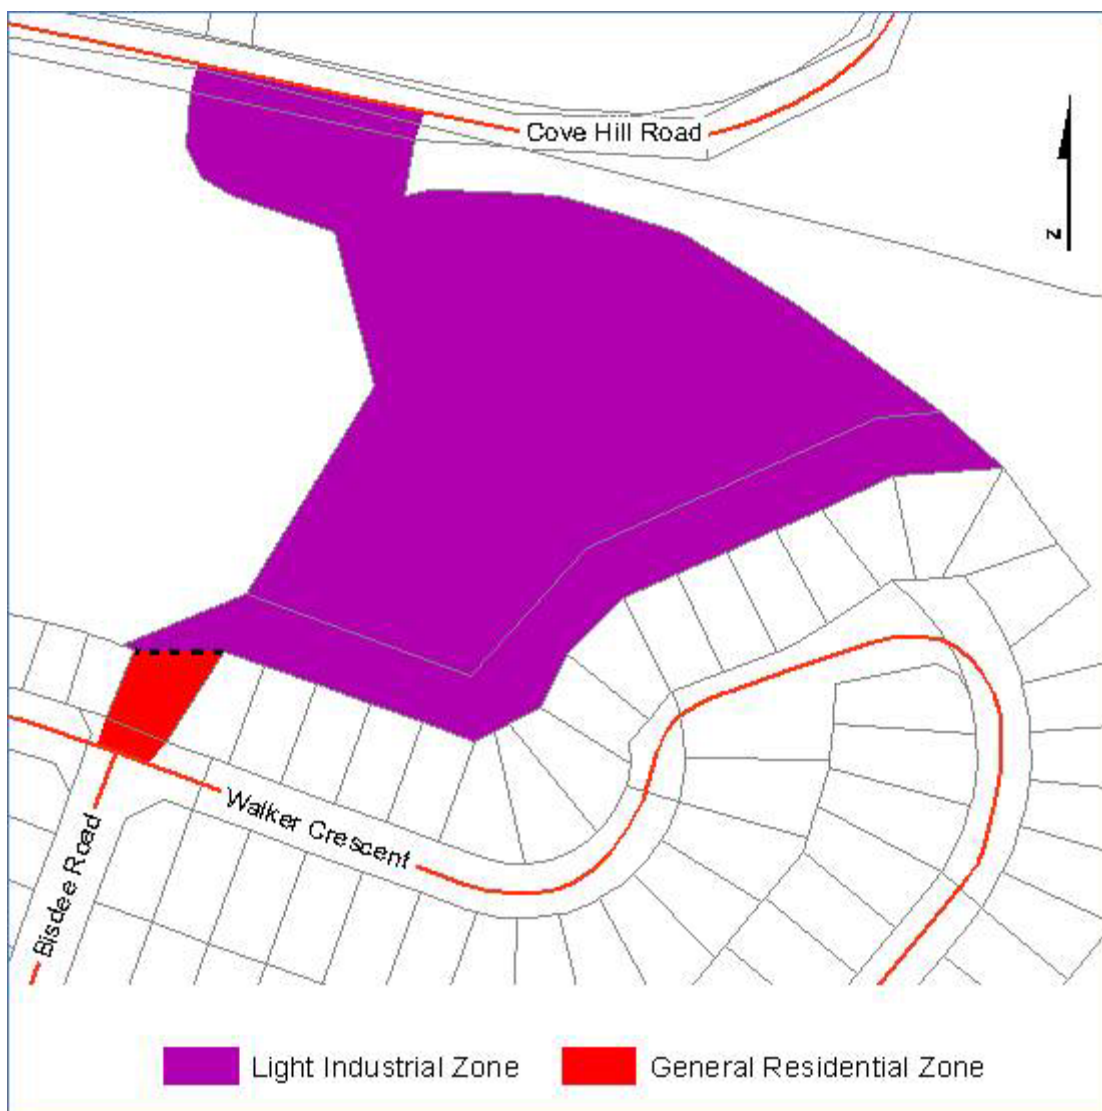 Cove Hill Road
z
Walker Crescent
Bisdee Road
Light Industrial Zone
General Residential Zone